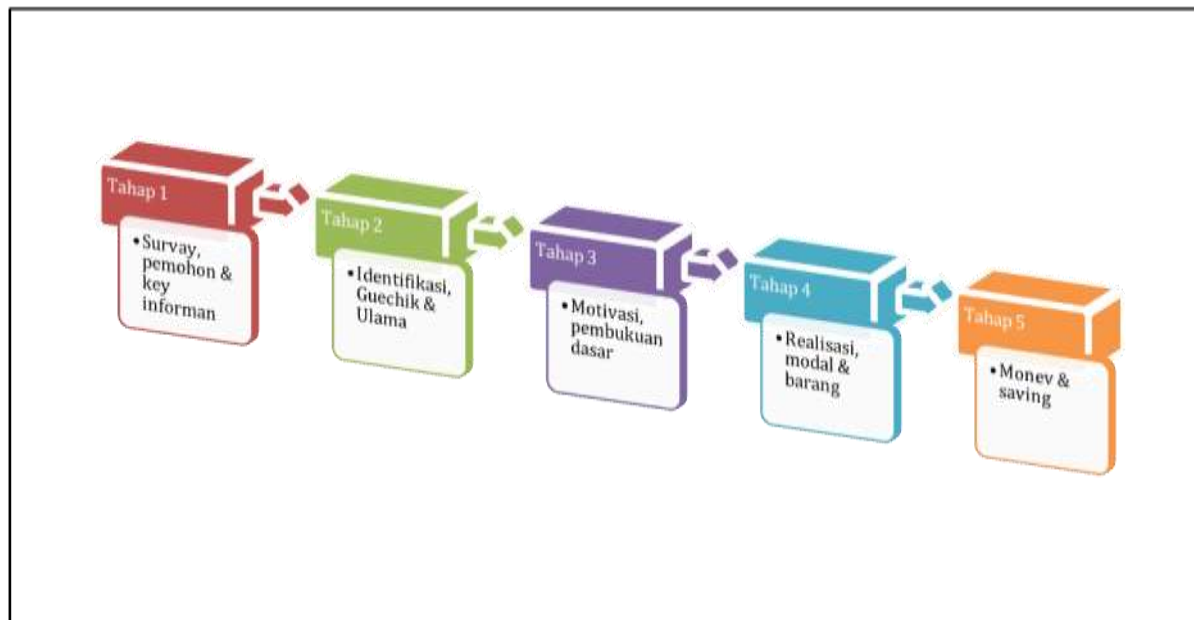 Tahap 1
•Survay,
pemohon &
key
informan
Tahap 2
•Identifikasi,
Guechik &
Ulama
Tahap 3
•Motivasi,
pembukuan
dasar
Tahap 4
•Realisasi,
modal &
barang
Tahap 5
•Monev &
saving